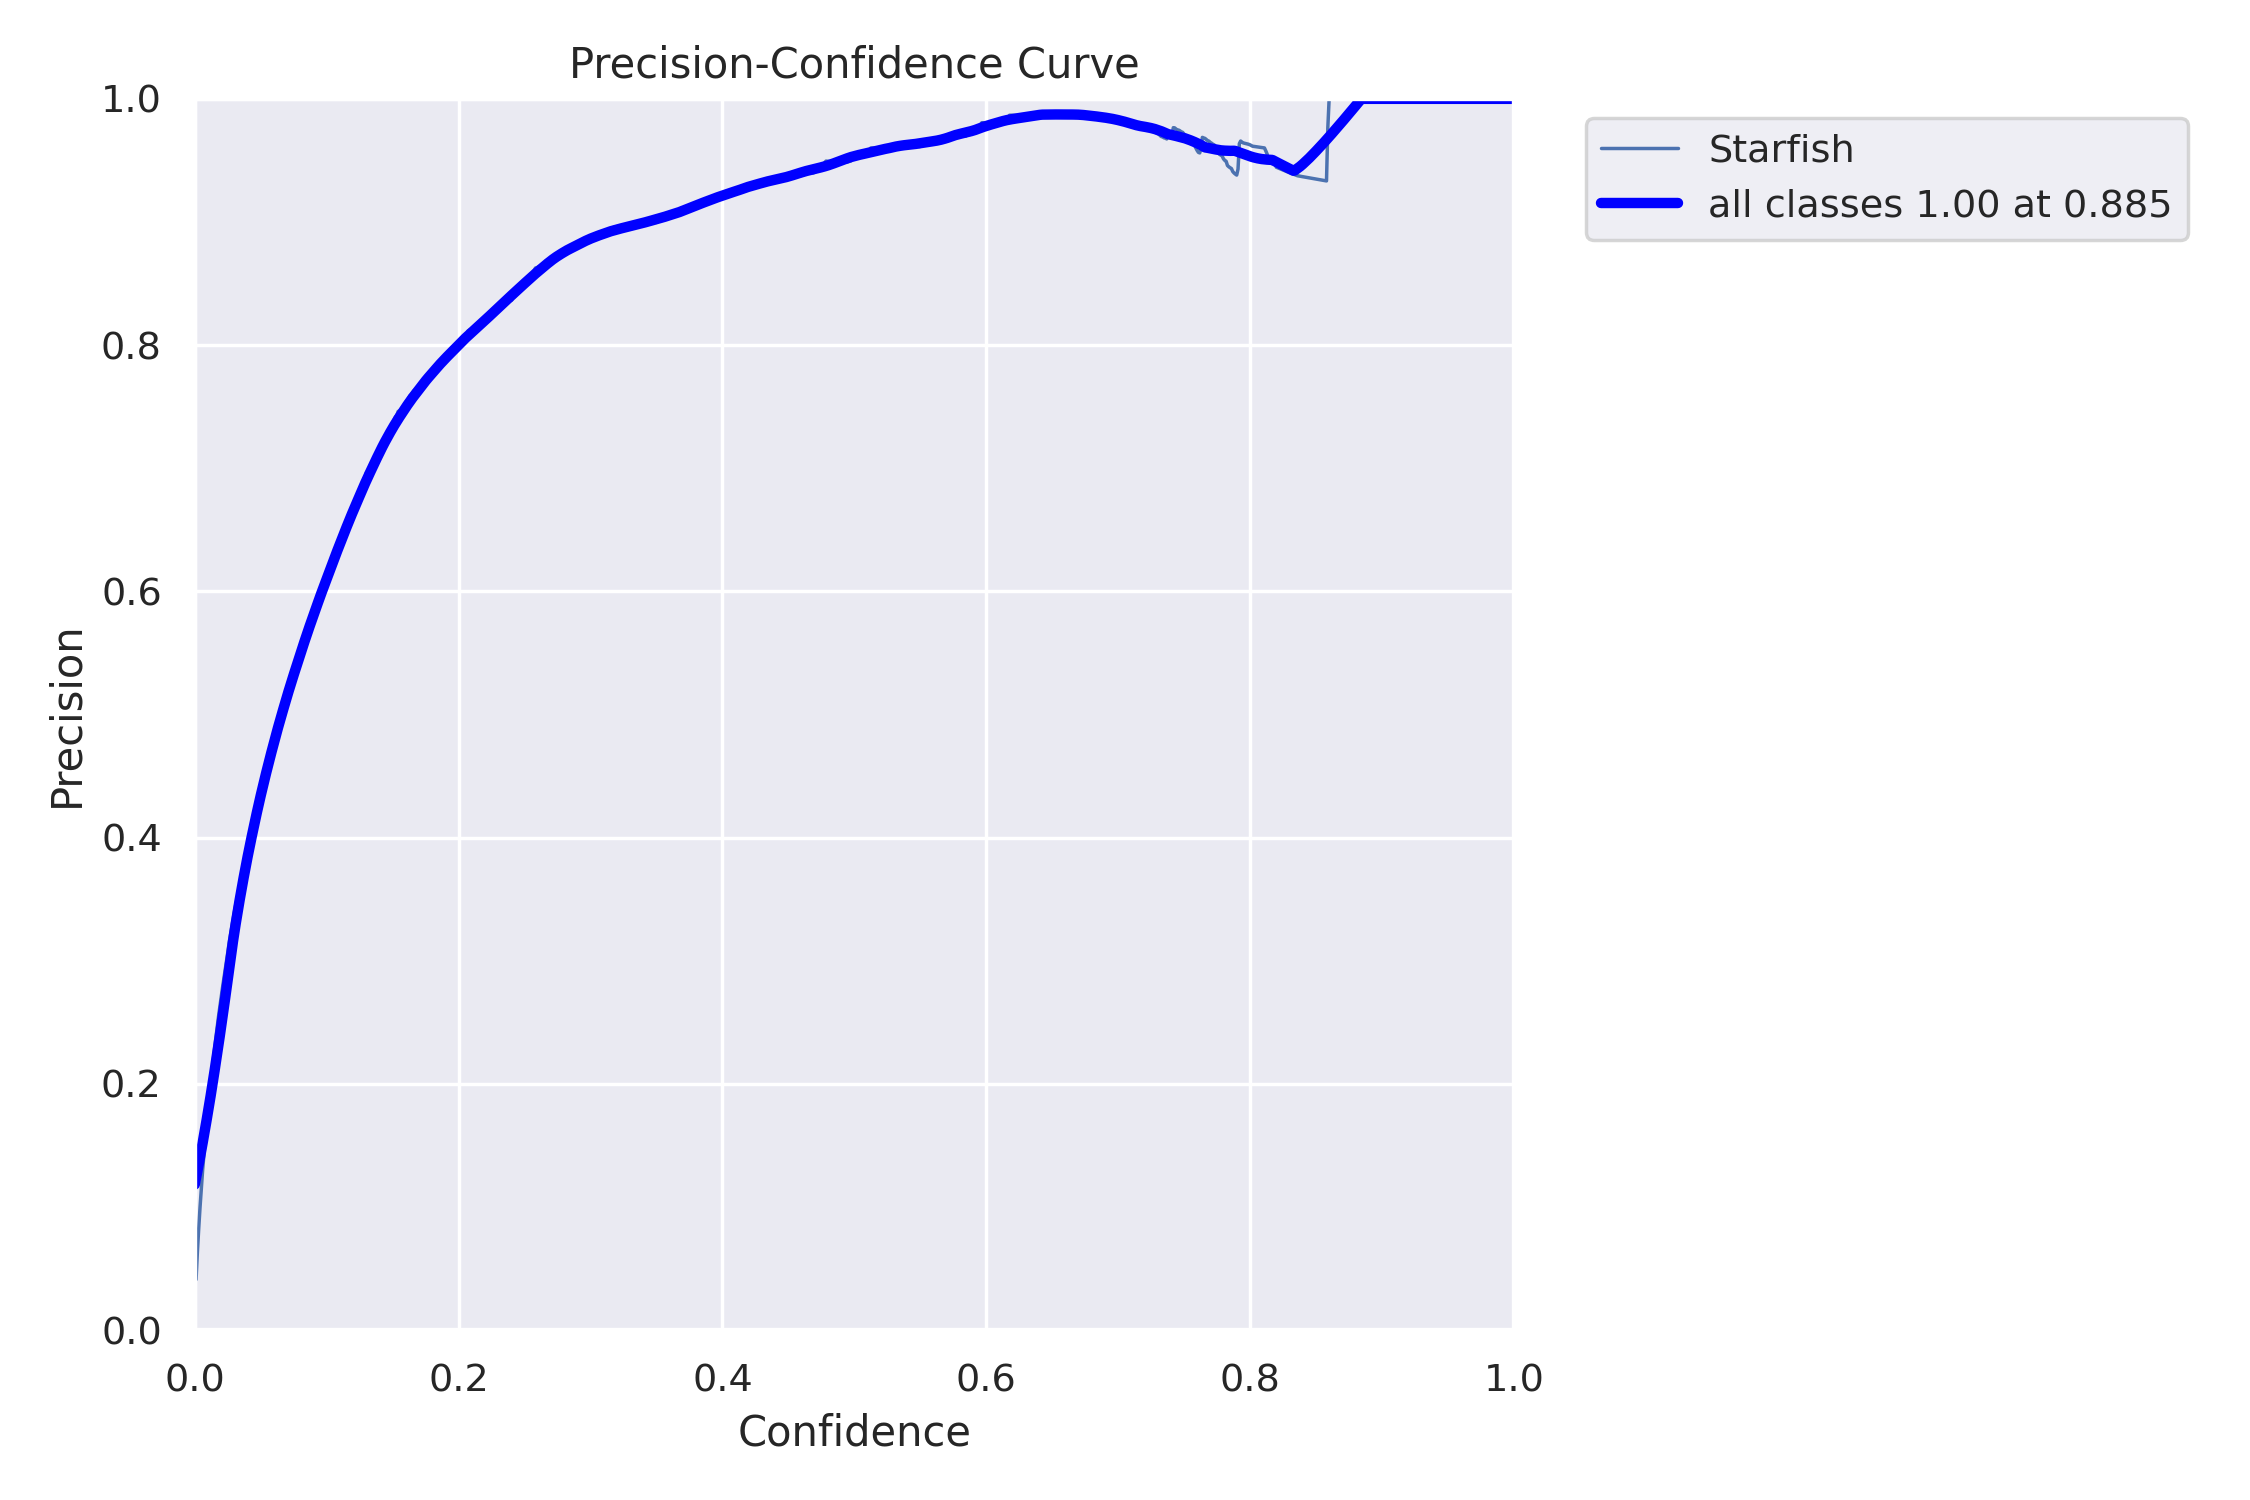 Precision-Confidence Curve
1.0
0.8
0.6
0.4
0.2
0.0
Precision
0.0 0.2 0.4 0.6 0.8 1.0
Confidence
Starfish
all classes 1.00 at 0.885